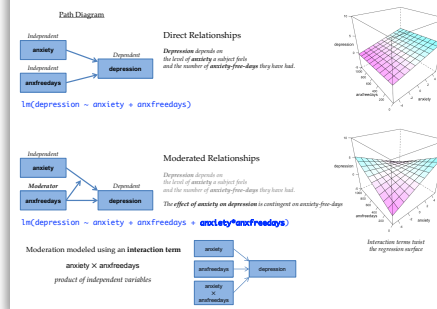 Path Diagram
Independent
anxiety
Independent
anxfreedays
Dependent
depression
Direct Relationships
Depression depends on
the level of anxiety a subject feels
and the number of anxiety-free-days they have had.
lm(depression ~ anxiety + anxfreedays)
depression
anxfreedays
anxiety
Independent
anxiety
Moderator
anxfreedays
Dependent
depression
Moderated Relationships
Depression depends on
the level of anxiety a subject feels
and the number of anxiety-free-days they have had.
The effect of anxiety on depression is contingent on anxiety-free-days
lm(depression ~ anxiety + anxfreedays + anxiety*anxfreedays)
depression
anxfreedays
anxiety
Interaction terms twist
the regression surface
Moderation modeled using an interaction term
anxiety × anxfreedays
product of independent variables
anxiety
anxfreedays
anxiety
×
anxfreedays
depression